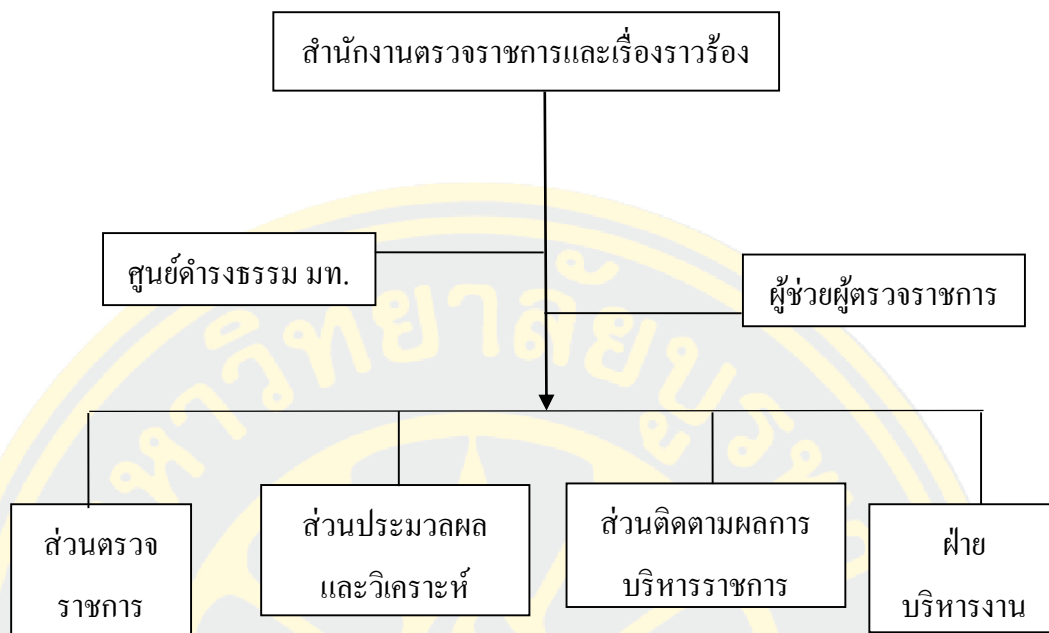 สำนักงานตรวจราชการและเรื่องราวร้อง
ศูนย์ดำรงธรรม มท.
ผู้ช่วยผู้ตรวจราชการ
ส่วนตรวจ
ราชการ
ส่วนประมวลผล
และวิเคราะห์
ส่วนติดตามผลการ
บริหารราชการ
ฝ่าย
บริหารงาน